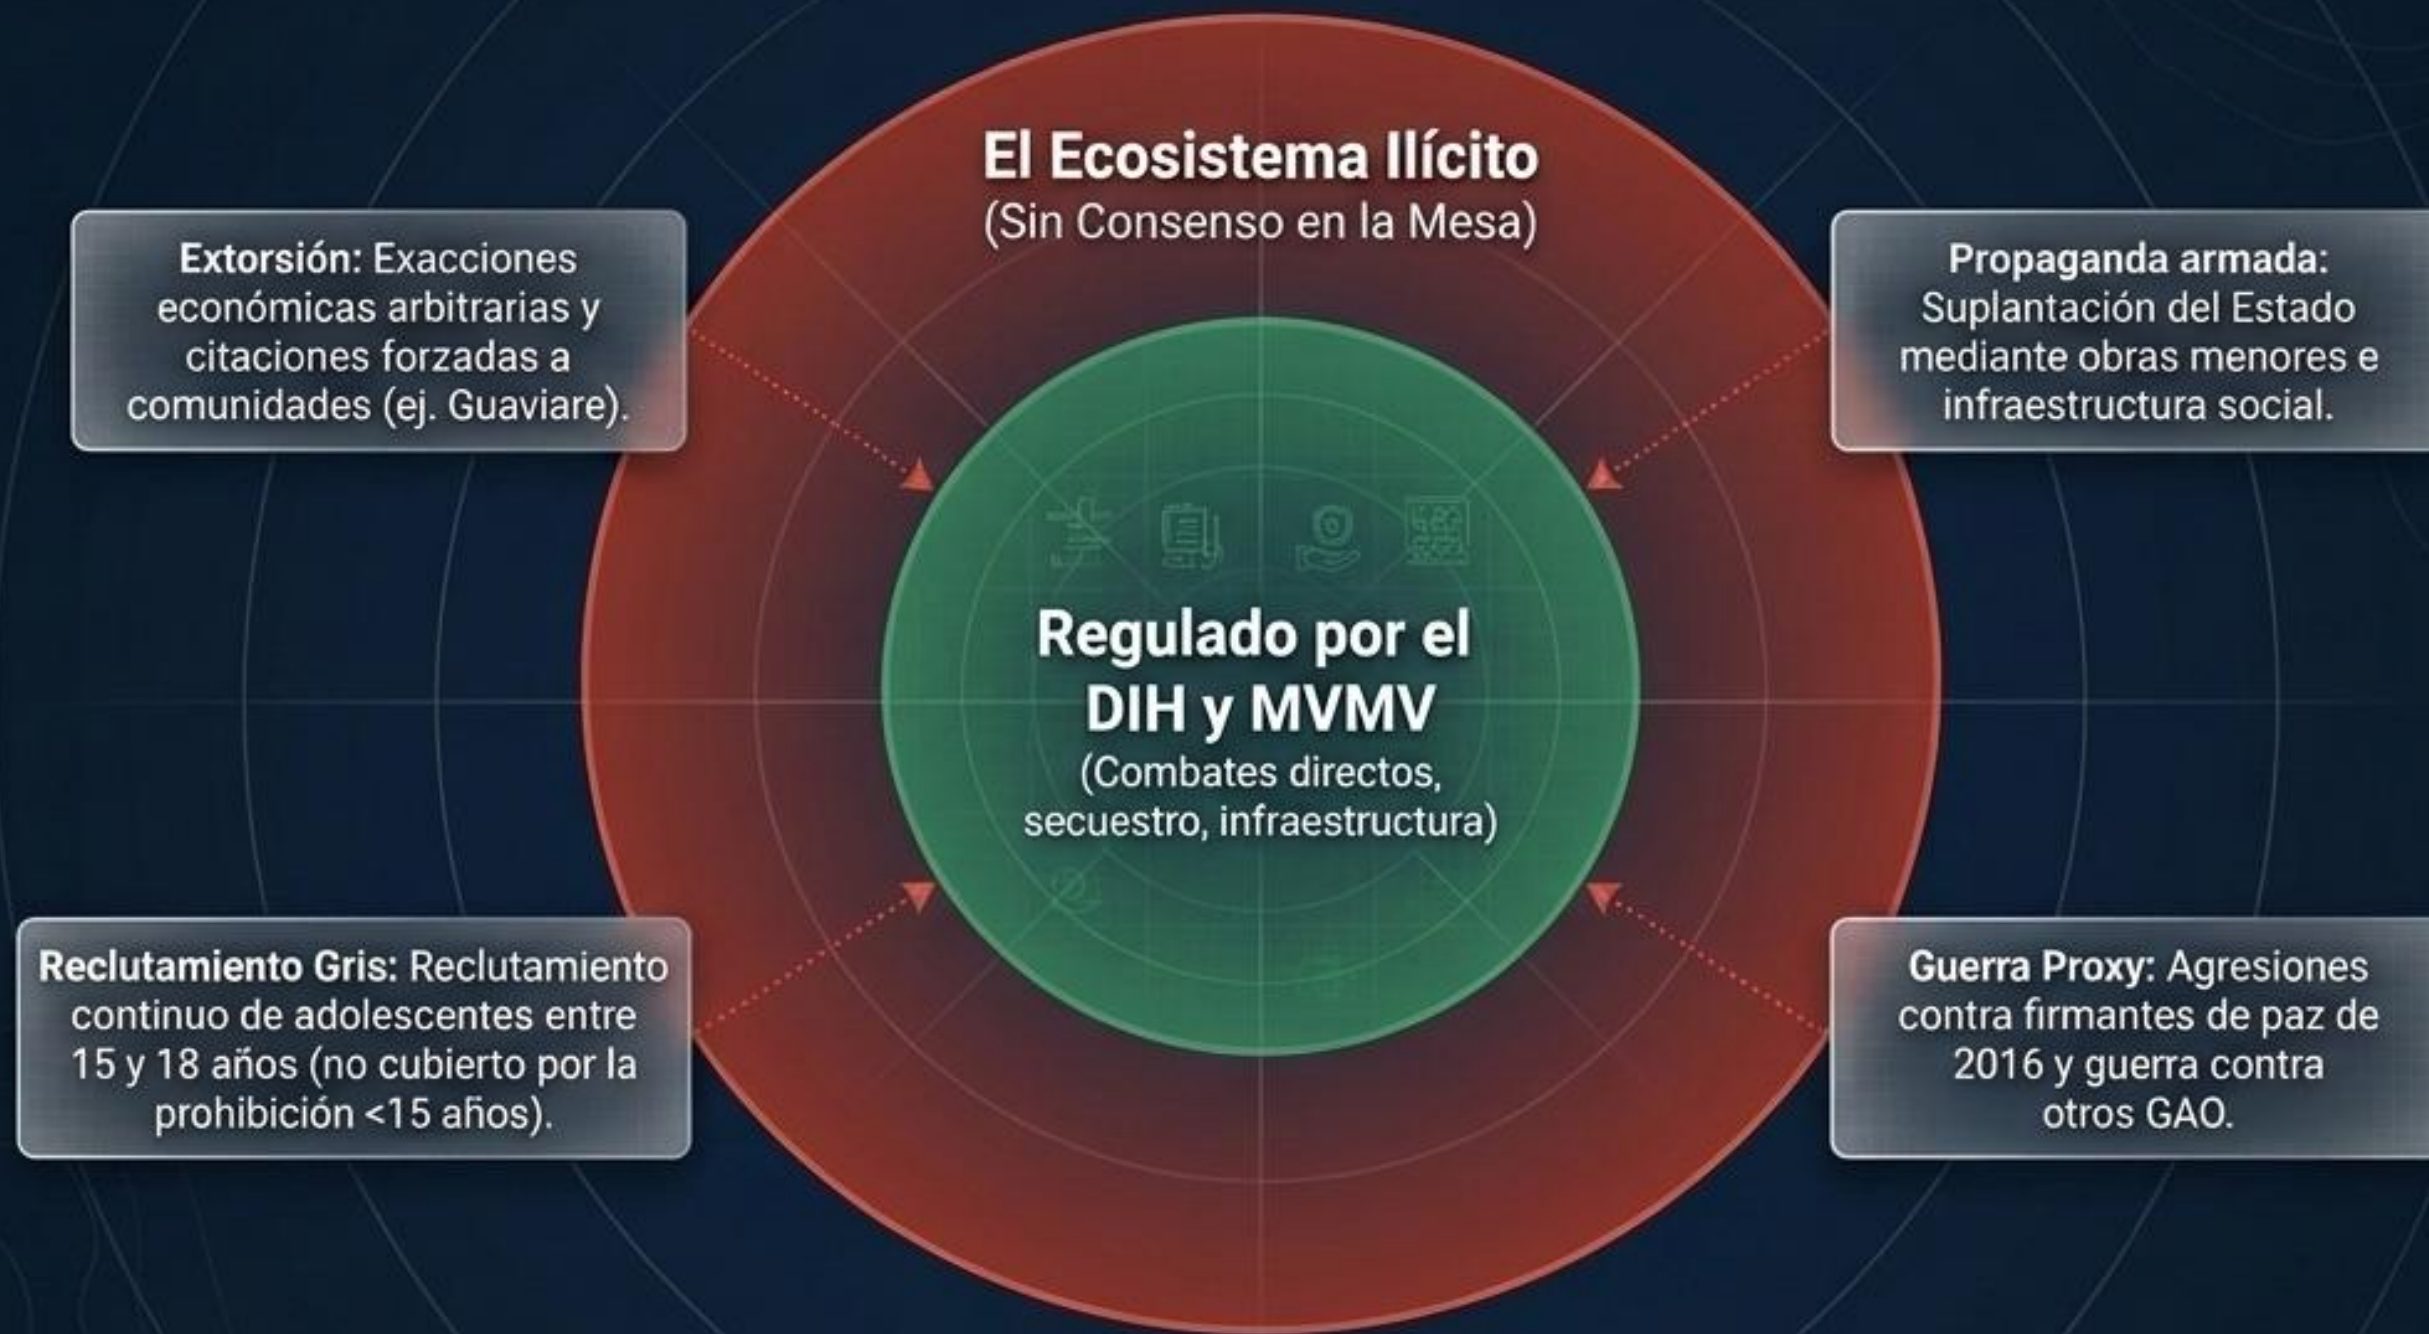 El Ecosistema Ilícito
(Sin Consenso en la Mesa)
Extorsión: Exacciones
económicas arbitrarias y
citaciones forzadas a
comunidades (ej. Guaviare).
Propaganda armada:
Suplantación del Estado
mediante obras menores e
infraestructura social.
Regulado por el
DIH y MVMV
(Combates directos,
secuestro, infraestructura)
Reclutamiento Gris: Reclutamiento
continuo de adolescentes entre
15 y 18 años (no cubierto por la
prohibición <15 años).
Guerra Proxy: Agresiones
contra firmantes de paz de
2016 y guerra contra
otros GAO.